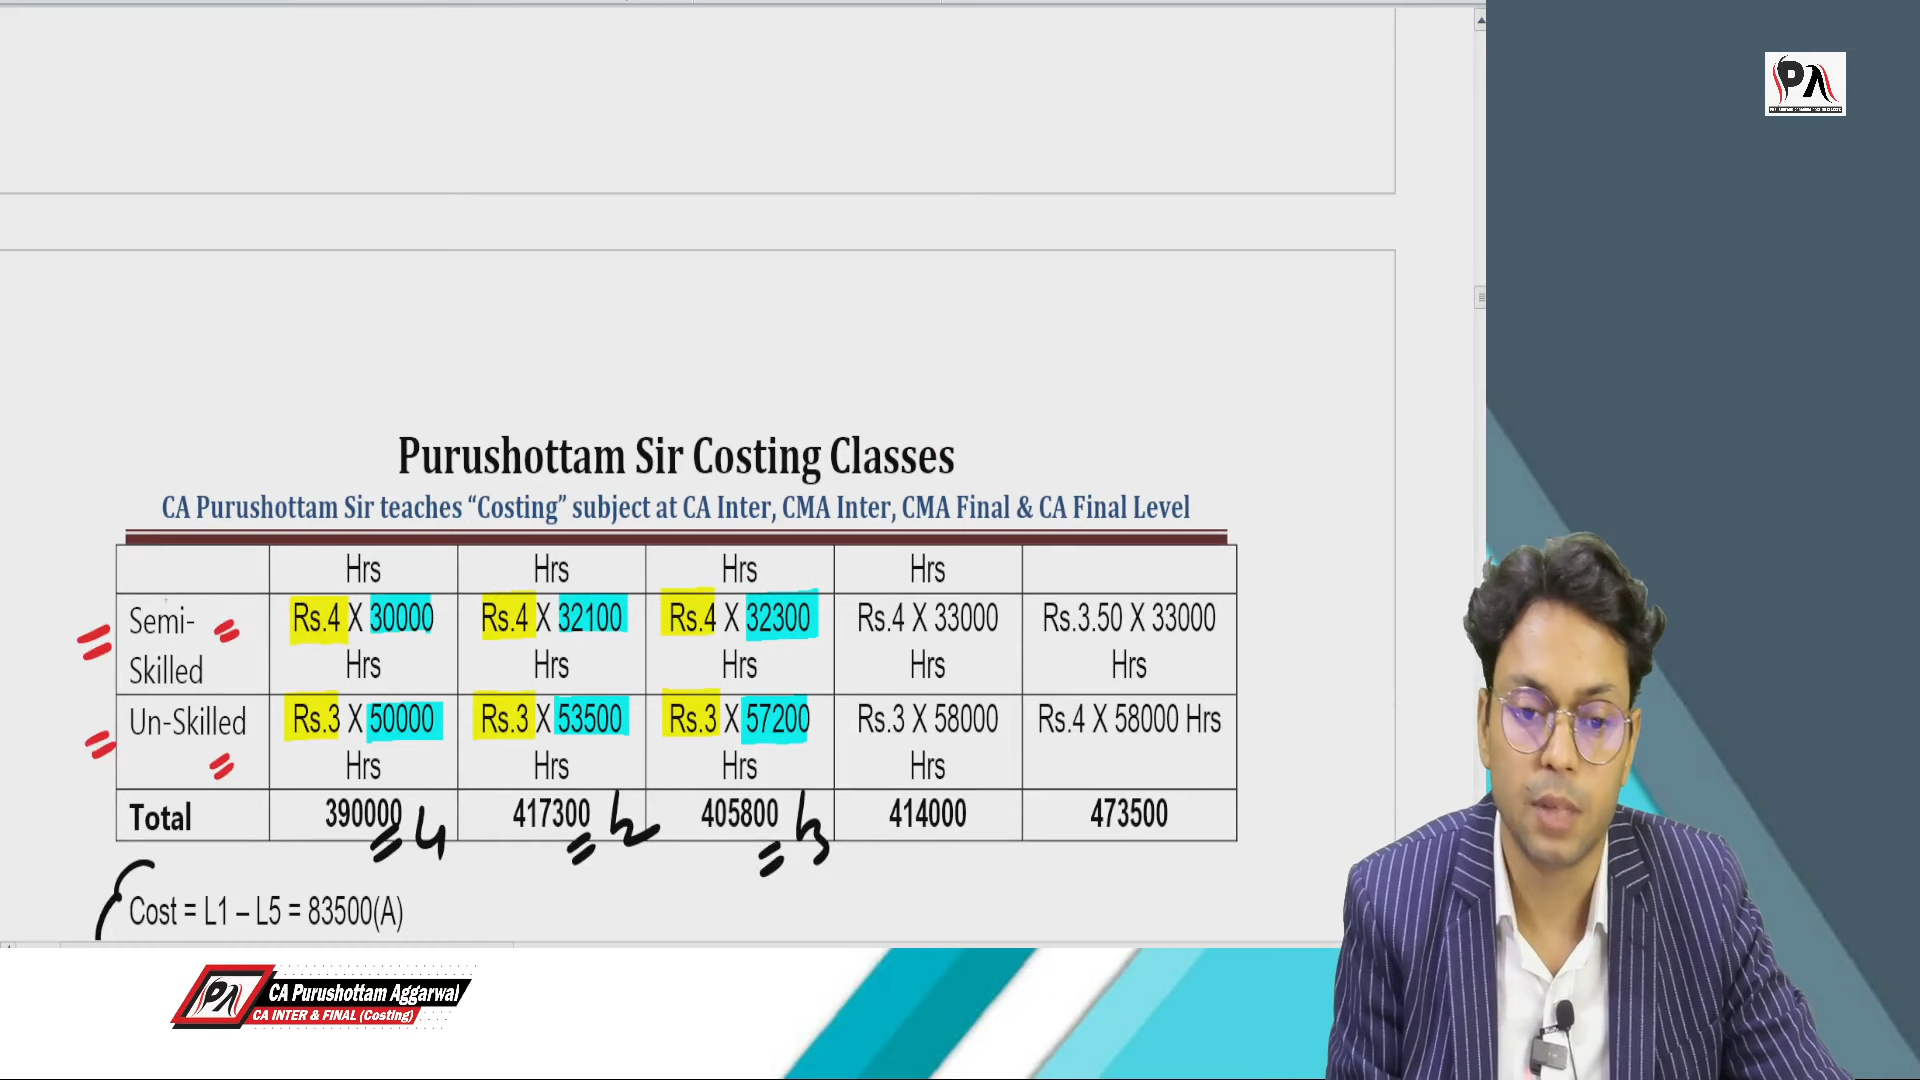 PA
Purushottam Sir Costing Classes
CA Purushottam Sir teaches “Costing” subject at CA Inter, CMA Inter, CMA Final & CA Final Level
Hrs Hrs Hrs Hrs
Semi-Skilled Rs.4 X 30000 Hrs Rs.4 X 32100 Hrs Rs.4 X 32300 Hrs Rs.4 X 33000 Hrs Rs.3.50 X 33000 Hrs
Un-Skilled Rs.3 X 50000 Hrs Rs.3 X 53500 Hrs Rs.3 X 57200 Hrs Rs.3 X 58000 Hrs Rs.4 X 58000 Hrs
Total 390000 417300 405800 414000 473500
Cost = L1 – L5 = 83500(A)
PA CA Purushottam Aggarwal
CA INTER & FINAL (Costing)